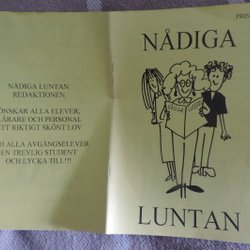 NÅDIGA LUNTAN
REDAKTIONEN
ÖNSKAR ALLA ELEVER,
LÄRARE OCH PERSONAL
ETT RIKTIGT SKÖNT LOV
ALLA AVGÅNGSELEVER
EN TREVLIG STUDENT
OCH LYCKA TILL!!!
PRIS
NÅDIGA
LUNTAN